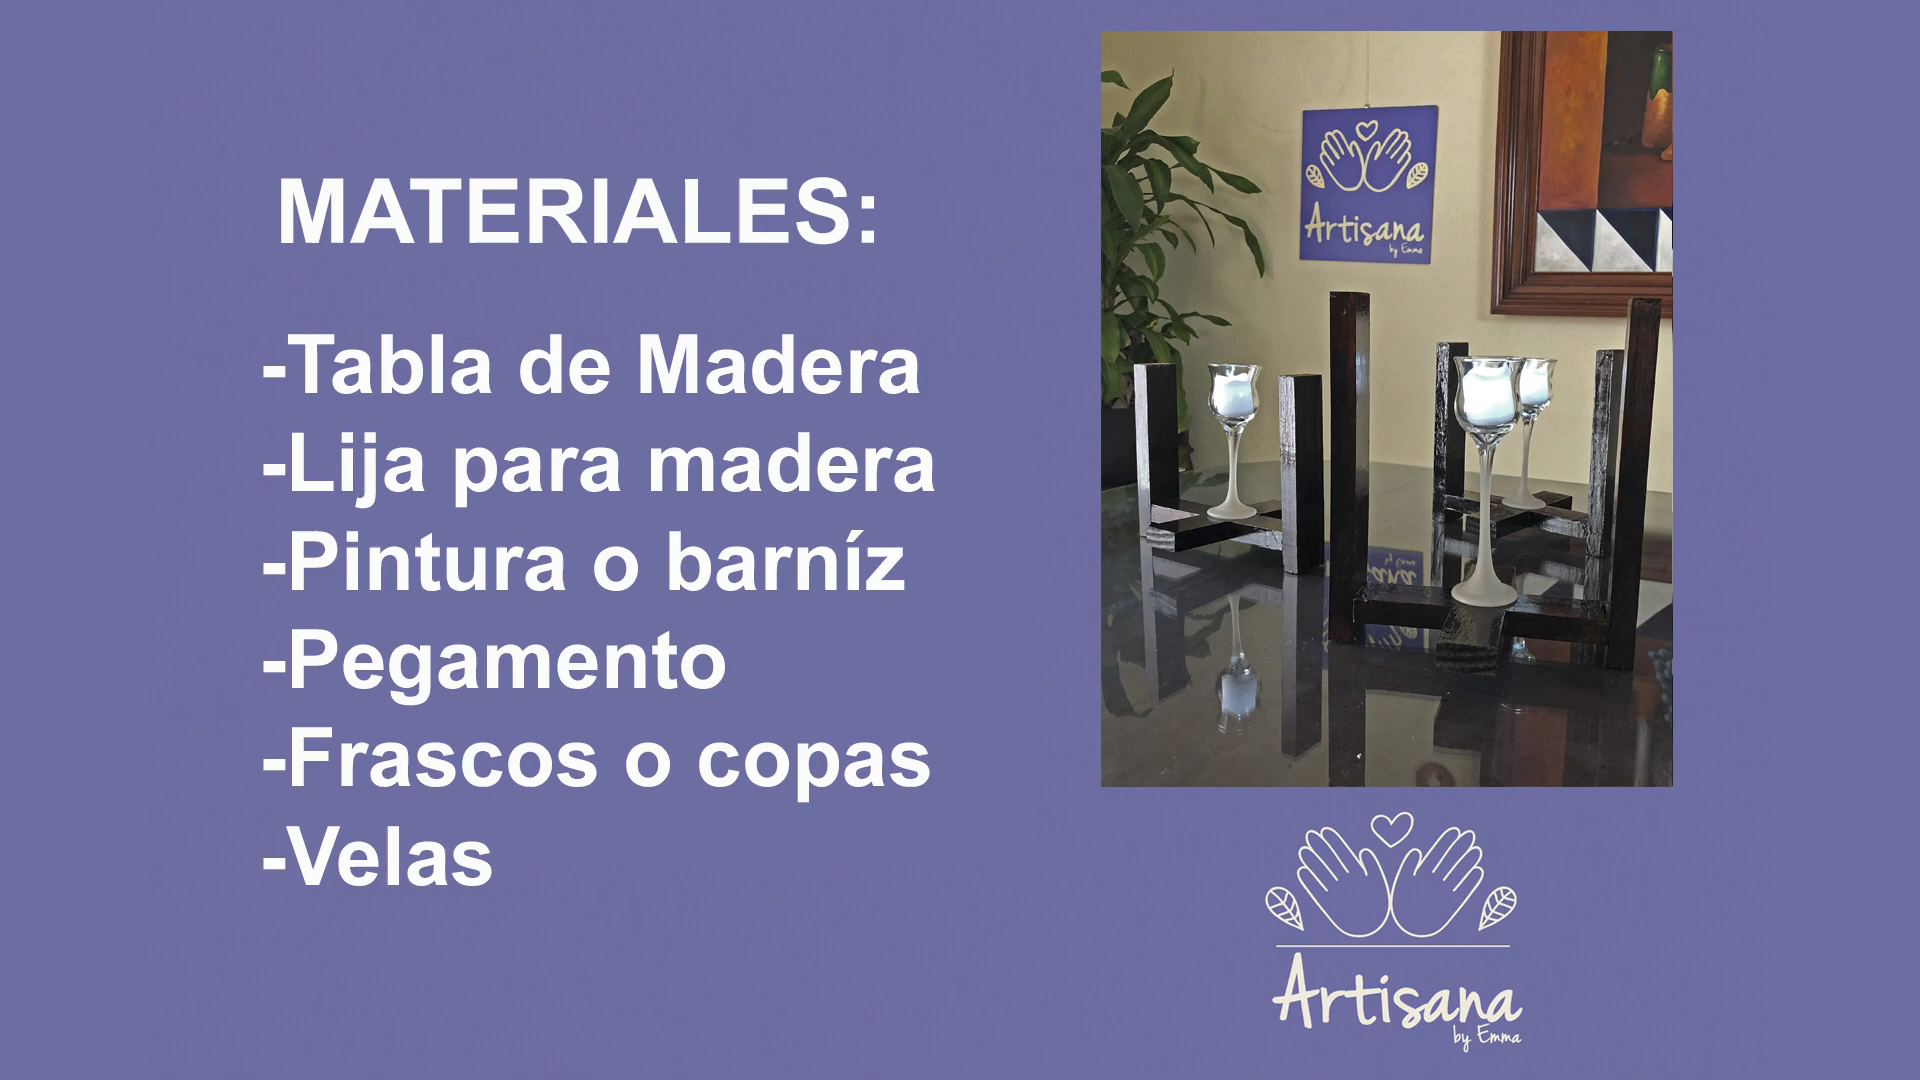 MATERIALES:
-Tabla de Madera
-Lija para madera
-Pintura o barníz
-Pegamento
-Frascos o copas
-Velas
Artisana
by Emma
Artisana
by Emma